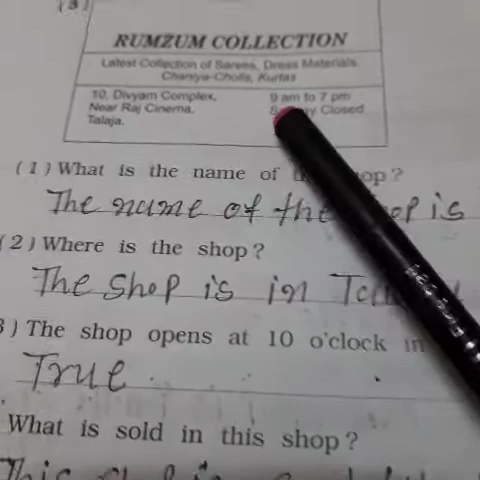 (3)
RUMZUM COLLECTION
Latest Collection of Sarees, Dress Materials,
Chaniya-Cholis, Kurtas
10, Divyam Complex, 9 am to 7 pm
Near Raj Cinema, Closed
Talaja.
(1) What is the name of
The name of the is
(2) Where is the shop?
The shop is in
3) The shop opens at 10 o'clock in
True
What is sold in this shop?